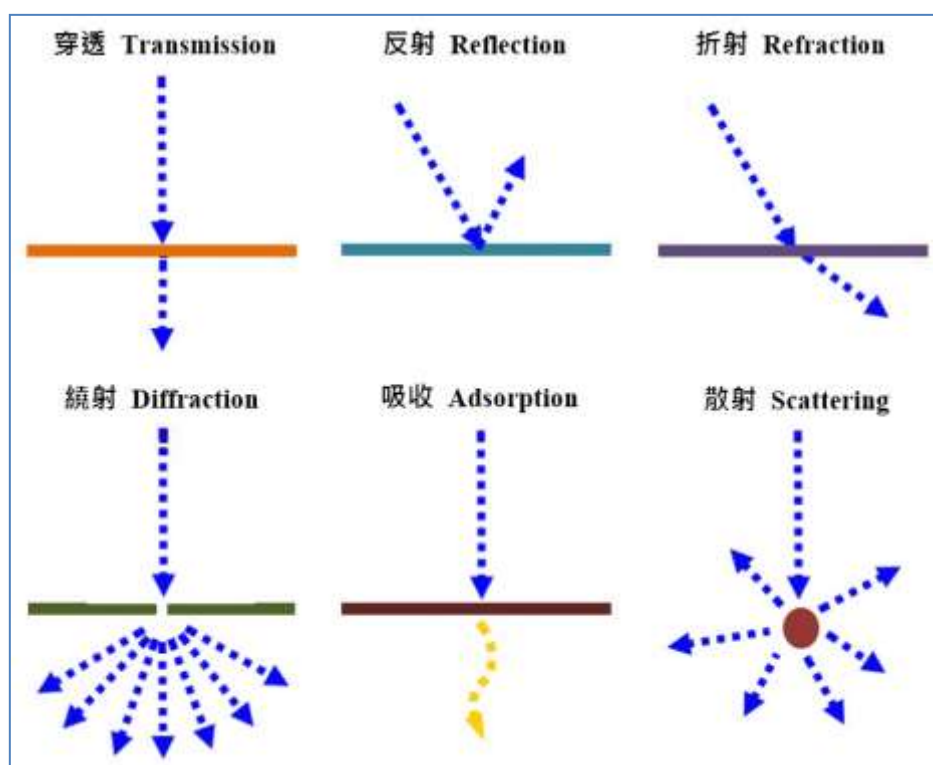 穿透 Transmission
反射 Reflection
折射 Refraction
繞射 Diffraction
吸收 Adsorption
散射 Scattering